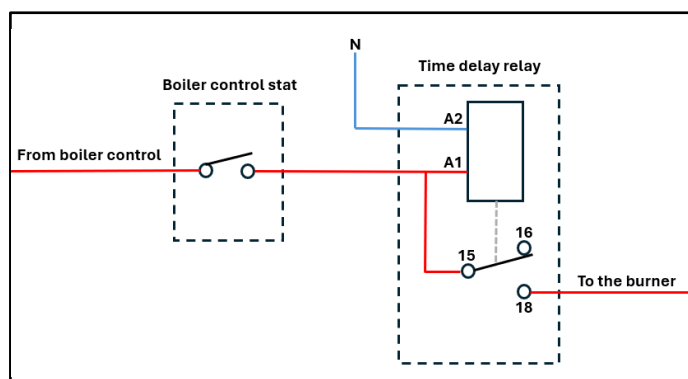 N
Time delay relay
Boiler control stat
A2
From boiler control
A1
16
15
To the burner
18